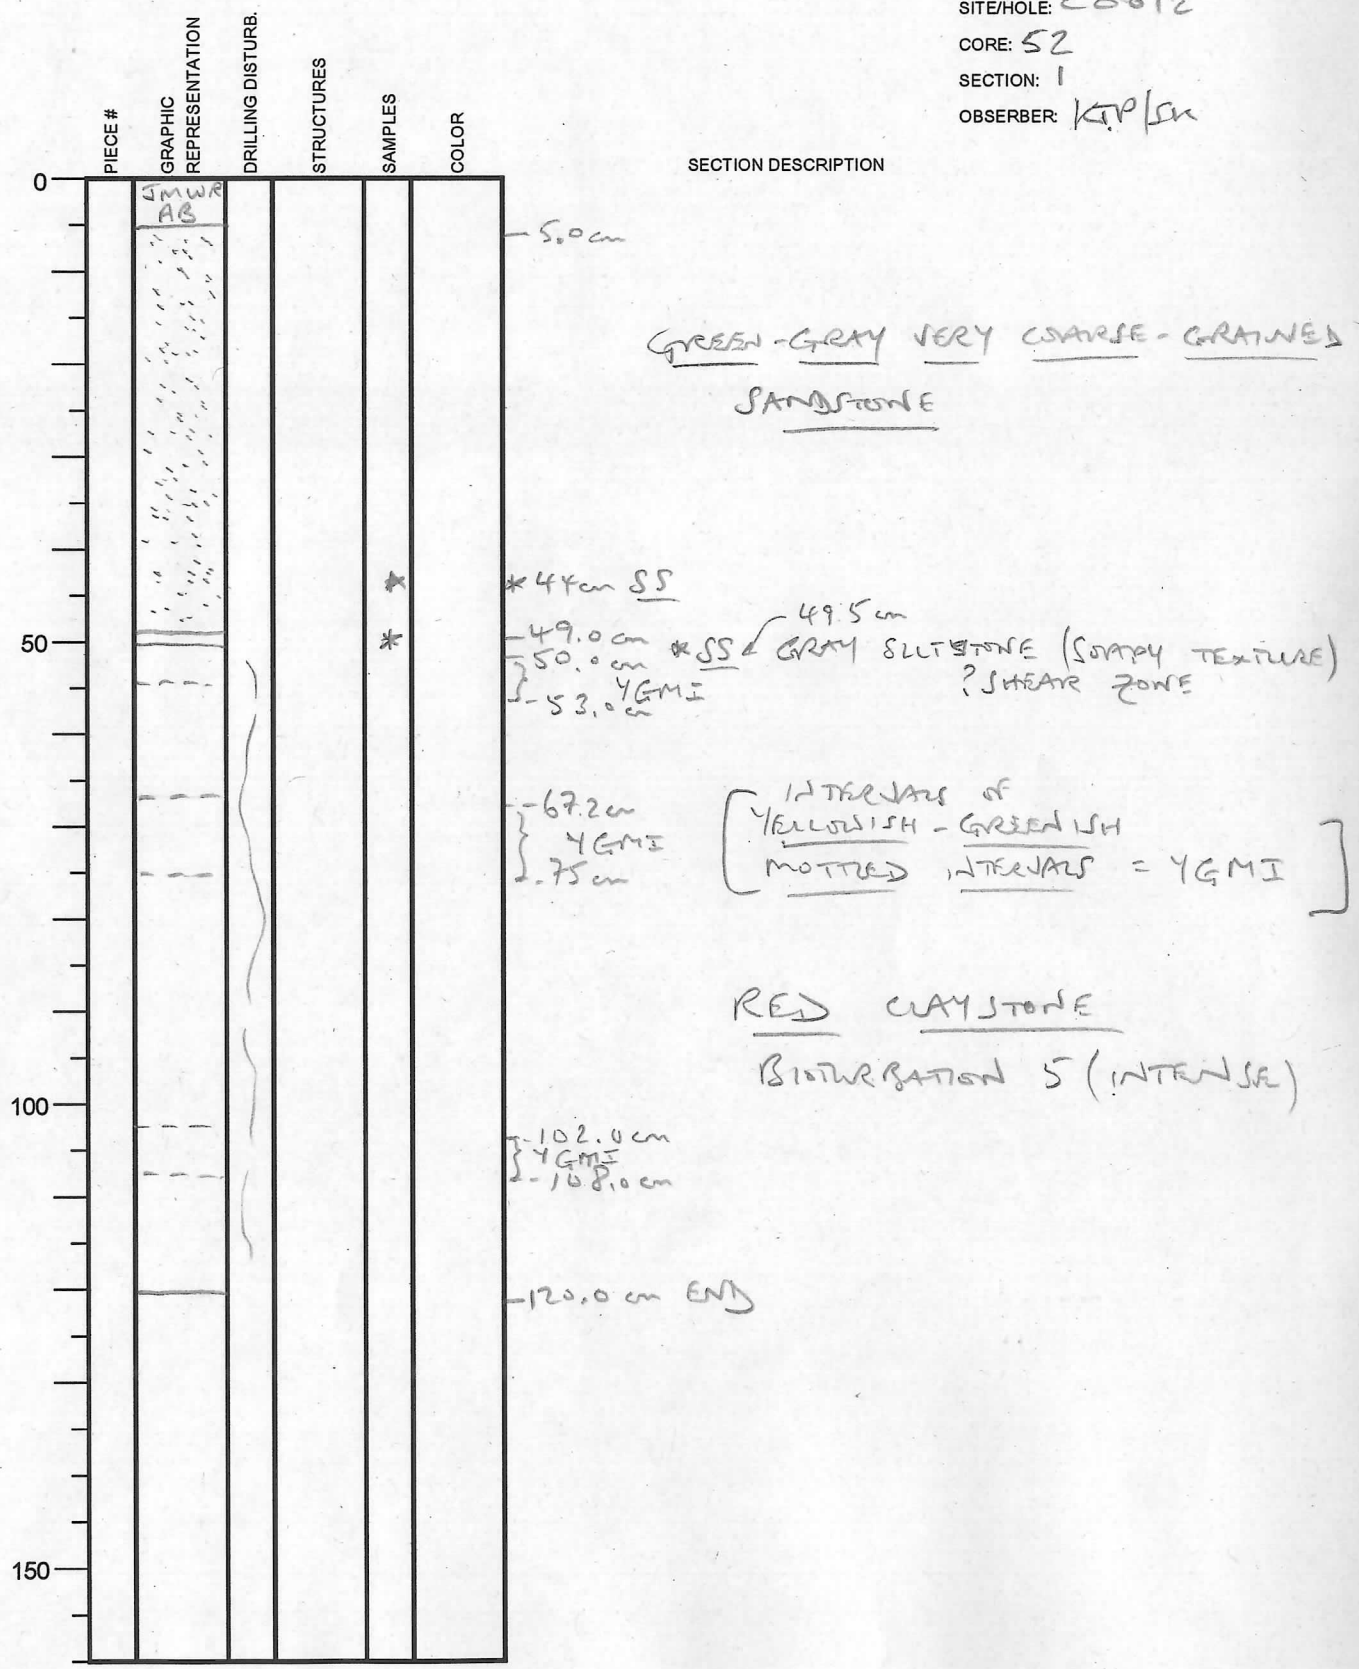 SITE/HOLE: C0012
CORE: 52
SECTION: 1
OBSERBER: KTP/SK
PIECE #
GRAPHIC
REPRESENTATION
DRILLING DISTURB.
STRUCTURES
SAMPLES
COLOR
SECTION DESCRIPTION
0
AB
-5.0 cm
GREEN-GRAY VERY COARSE-GRAINED
SANDSTONE
*
*44cm SS
50
*
-49.0 cm
49.5 cm
-50.0 cm
*SS GRAY SILTSTONE (SOAPY TEXTURE)
YGMI
? SHEAR ZONE
-53.0 cm
-67.2 cm
YGMI
-75 cm
[INTERVALS OF
YELLOWISH-GREENISH
MOTTLED INTERVALS = YGMI]
RED CLAYSTONE
BIOTURBATION 5 (INTENSE)
100
-102.0 cm
YGMI
-108.0 cm
-120.0 cm END
150